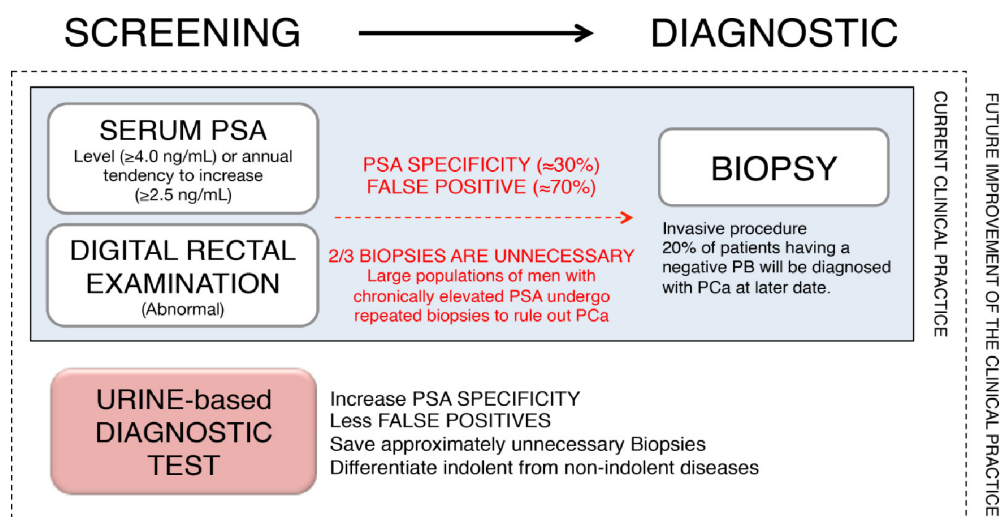 SCREENING
DIAGNOSTIC
SERUM PSA
Level (≥4.0 ng/mL) or annual
tendency to increase
(≥2.5 ng/mL)
DIGITAL RECTAL
EXAMINATION
(Abnormal)
PSA SPECIFICITY (≈30%)
FALSE POSITIVE (≈70%)
2/3 BIOPSIES ARE UNNECESSARY
Large populations of men with
chronically elevated PSA undergo
repeated biopsies to rule out PCa
BIOPSY
Invasive procedure
20% of patients having a
negative PB will be diagnosed
with PCa at later date.
CURRENT CLINICAL PRACTICE
FUTURE IMPROVEMENT OF THE CLINICAL PRACTICE
URINE-based
DIAGNOSTIC
TEST
Increase PSA SPECIFICITY
Less FALSE POSITIVES
Save approximately unnecessary Biopsies
Differentiate indolent from non-indolent diseases